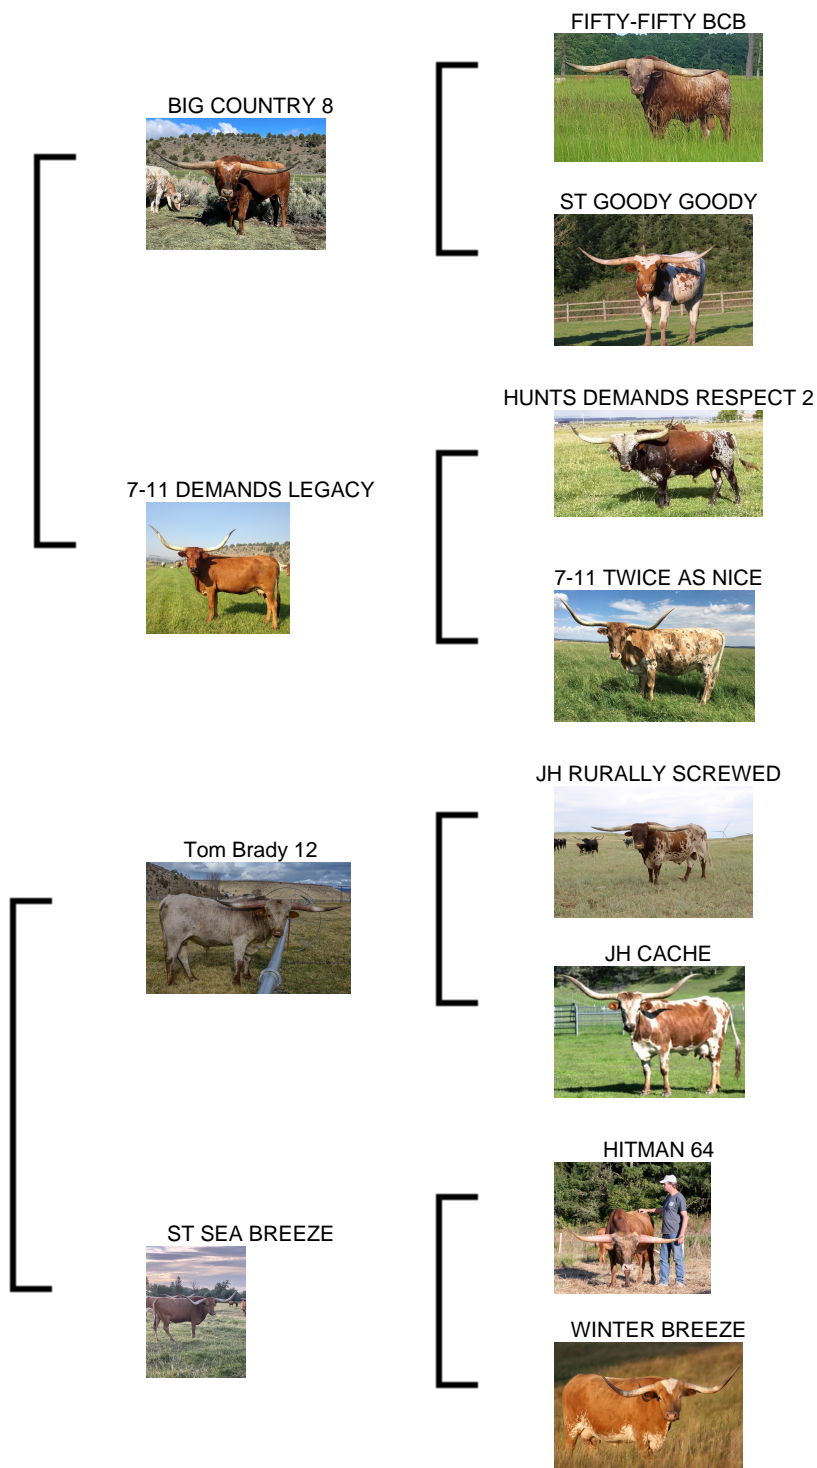 FIFTY-FIFTY BCB
BIG COUNTRY 8
ST GOODY GOODY
HUNTS DEMANDS RESPECT 2
7-11 DEMANDS LEGACY
7-11 TWICE AS NICE
JH RURALLY SCREWED
Tom Brady 12
JH CACHE
HITMAN 64
ST SEA BREEZE
WINTER BREEZE